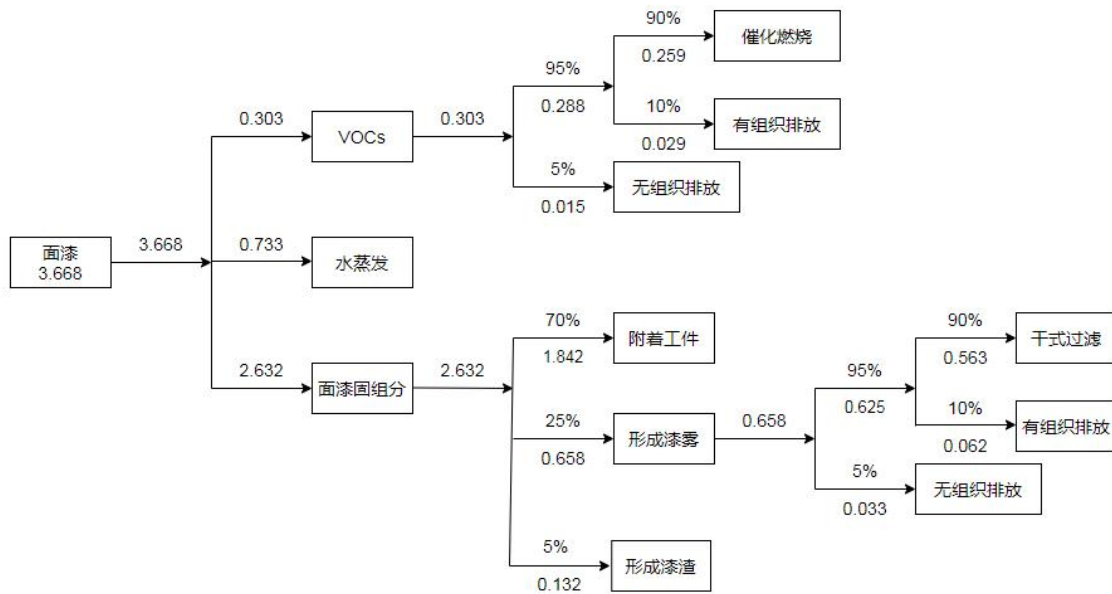 90%
催化燃烧
0.259
95%
0.288
10%
有组织排放
0.029
0.303
VOCs
0.303
5%
无组织排放
0.015
面漆
3.668
3.668
0.733
水蒸发
70%
附着工件
1.842
90%
干式过滤
0.563
2.632
面漆固组分
2.632
95%
0.625
10%
有组织排放
0.062
25%
形成漆雾
0.658
0.658
5%
无组织排放
0.033
5%
形成漆渣
0.132